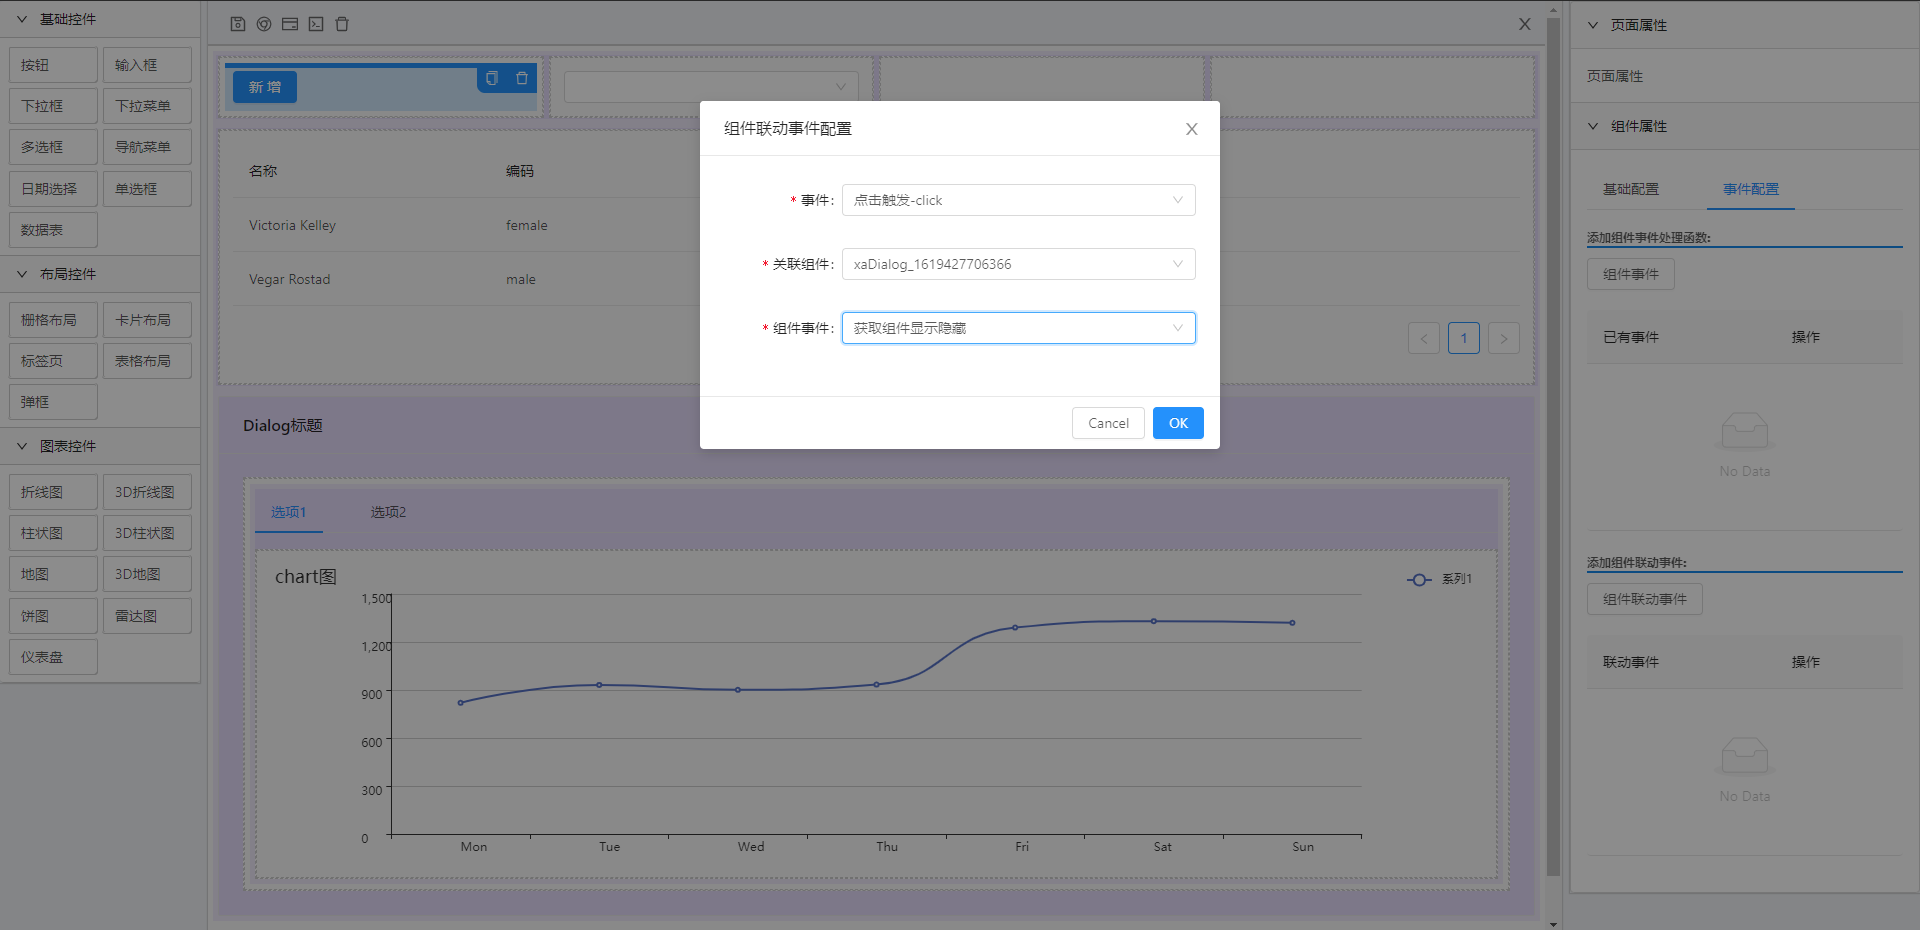 基础控件
按钮
输入框
下拉框
下拉菜单
多选框
导航菜单
日期选择
单选框
数据表
布局控件
栅格布局
卡片布局
标签页
表格布局
弹框
图表控件
折线图
3D折线图
柱状图
3D柱状图
地图
3D地图
饼图
雷达图
仪表盘
新 增
名称
编码
Victoria Kelley
female
Vegar Rostad
male
1
Dialog标题
选项1
选项2
chart图
系列1
1,500
1,200
900
600
300
0
Mon
Tue
Wed
Thu
Fri
Sat
Sun
组件联动事件配置
* 事件:
点击触发-click
* 关联组件:
xaDialog_1619427706366
* 组件事件:
获取组件显示隐藏
Cancel
OK
页面属性
页面属性
组件属性
基础配置
事件配置
添加组件事件处理函数:
组件事件
已有事件
操作
No Data
添加组件联动事件:
组件联动事件
联动事件
操作
No Data